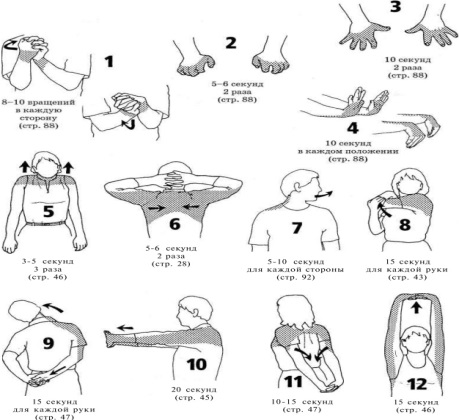 1
8–10 вращений
в каждую
сторону
(стр. 88)
2
5–6 секунд
2 раза
(стр. 88)
3
10 секунд
2 раза
(стр. 88)
4
10 секунд
в каждом положении
(стр. 88)
5
3-5 секунд
3 раза
(стр. 46)
6
5-6 секунд
2 раза
(стр. 28)
7
5-10 секунд
для каждой стороны
(стр. 92)
8
15 секунд
для каждой руки
(стр. 43)
9
15 секунд
для каждой руки
(стр. 47)
10
20 секунд
(стр. 45)
11
10-15 секунд
(стр. 47)
12
15 секунд
(стр. 46)